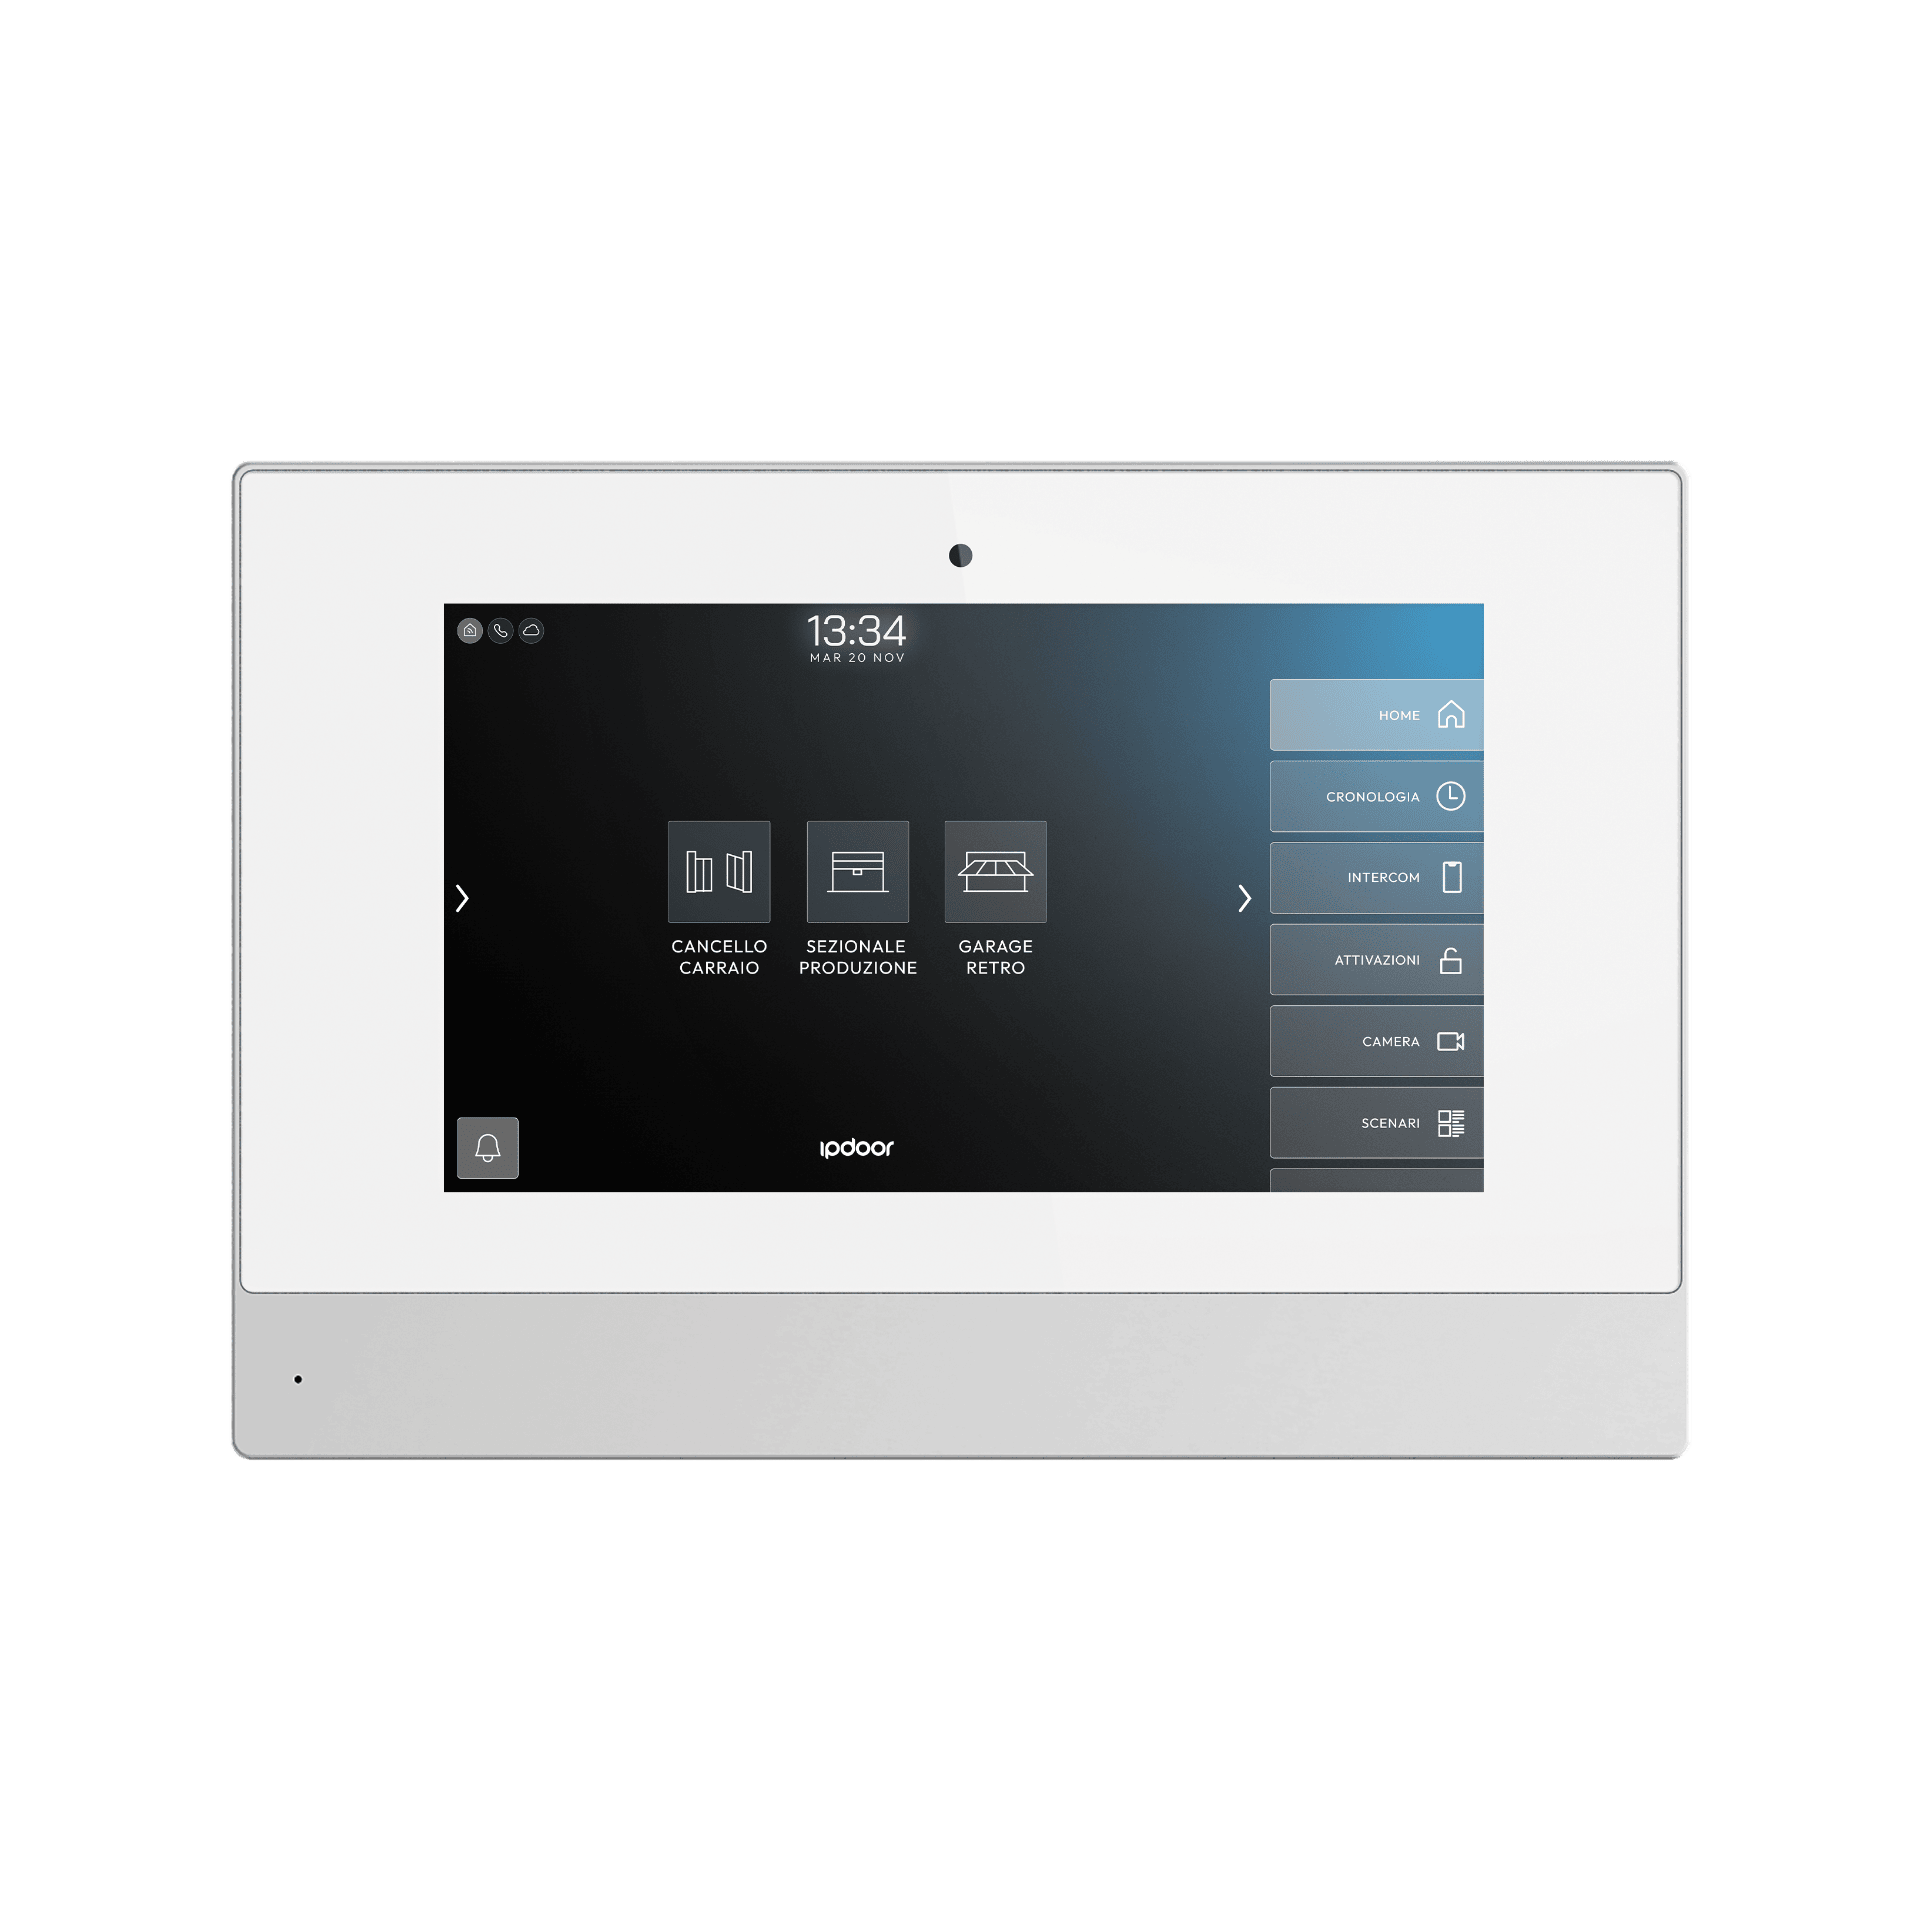 13:34
MAR 20 NOV
HOME
CRONOLOGIA
INTERCOM
ATTIVAZIONI
CAMERA
SCENARI
CANCELLO
CARRAIO
SEZIONALE
PRODUZIONE
GARAGE
RETRO
ipdoor